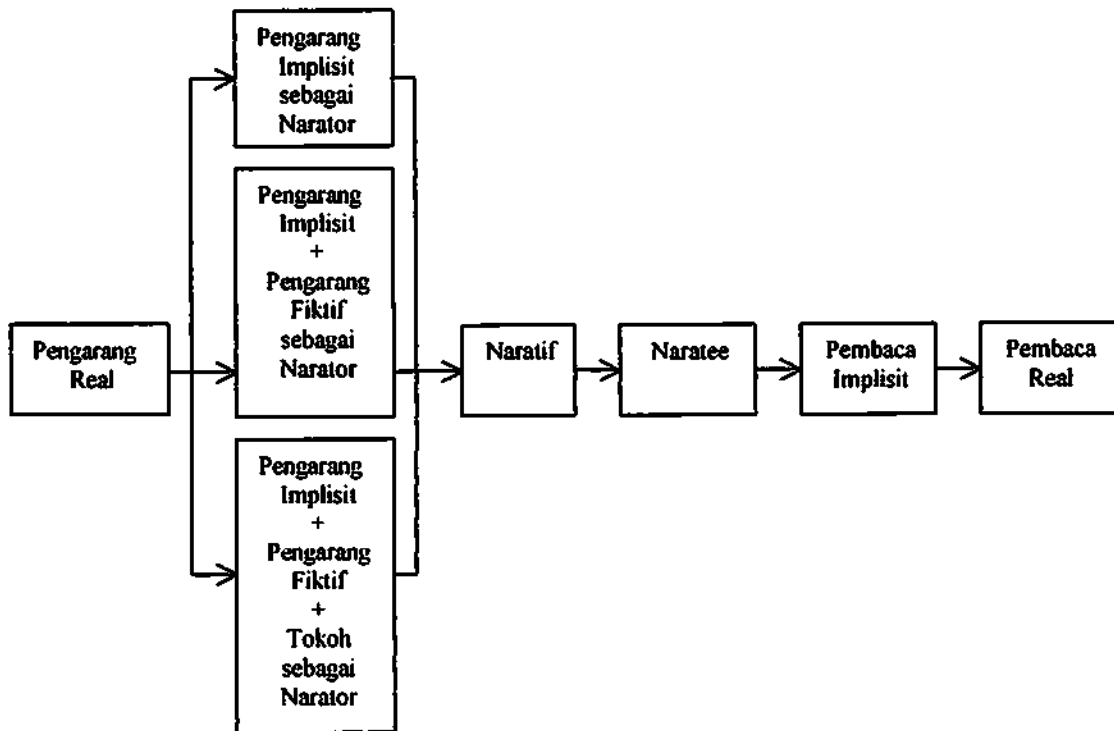 Pengarang
Real
Pengarang
Implisit
sebagai
Narator
Pengarang
Implisit
+
Pengarang
Fiktif
sebagai
Narator
Pengarang
Implisit
+
Pengarang
Fiktif
+
Tokoh
sebagai
Narator
Naratif
Naratee
Pembaca
Implisit
Pembaca
Real